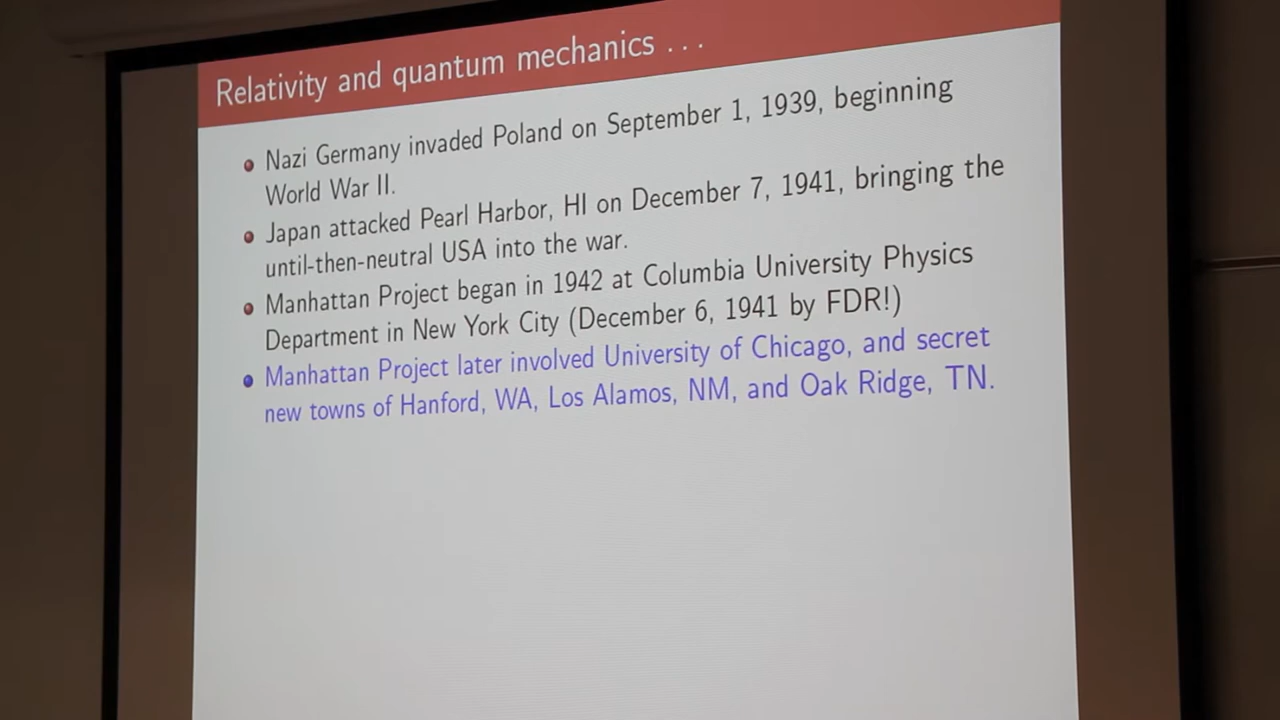 Relativity and quantum mechanics . . .
Nazi Germany invaded Poland on September 1, 1939, beginning
World War II.
Japan attacked Pearl Harbor, HI on December 7, 1941, bringing the
until-then-neutral USA into the war.
Manhattan Project began in 1942 at Columbia University Physics
Department in New York City (December 6, 1941 by FDR!)
Manhattan Project later involved University of Chicago, and secret
new towns of Hanford, WA, Los Alamos, NM, and Oak Ridge, TN.